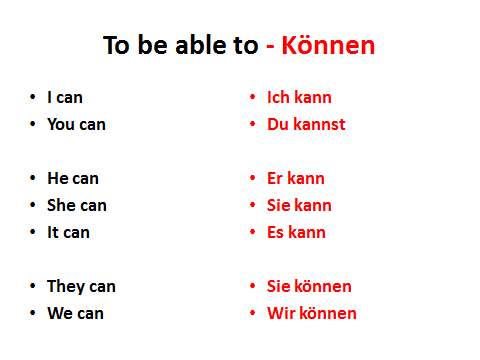 To be able to - Können
• I can
• You can
• He can
• She can
• It can
• They can
• We can
• Ich kann
• Du kannst
• Er kann
• Sie kann
• Es kann
• Sie können
• Wir können